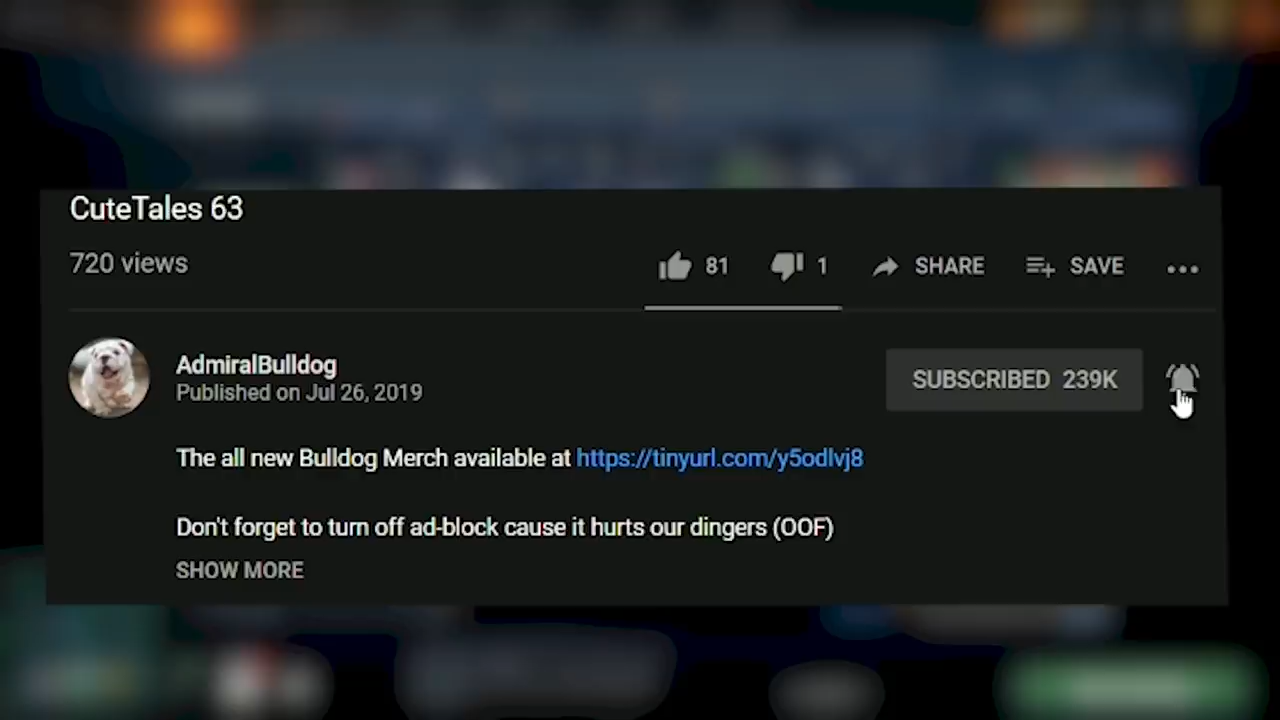 CuteTales 63
720 views
81 1 SHARE SAVE
AdmiralBulldog
Published on Jul 26, 2019
SUBSCRIBED 239K
The all new Bulldog Merch available at https://tinyurl.com/y5odlvj8
Don't forget to turn off ad-block cause it hurts our dingers (OOF)
SHOW MORE